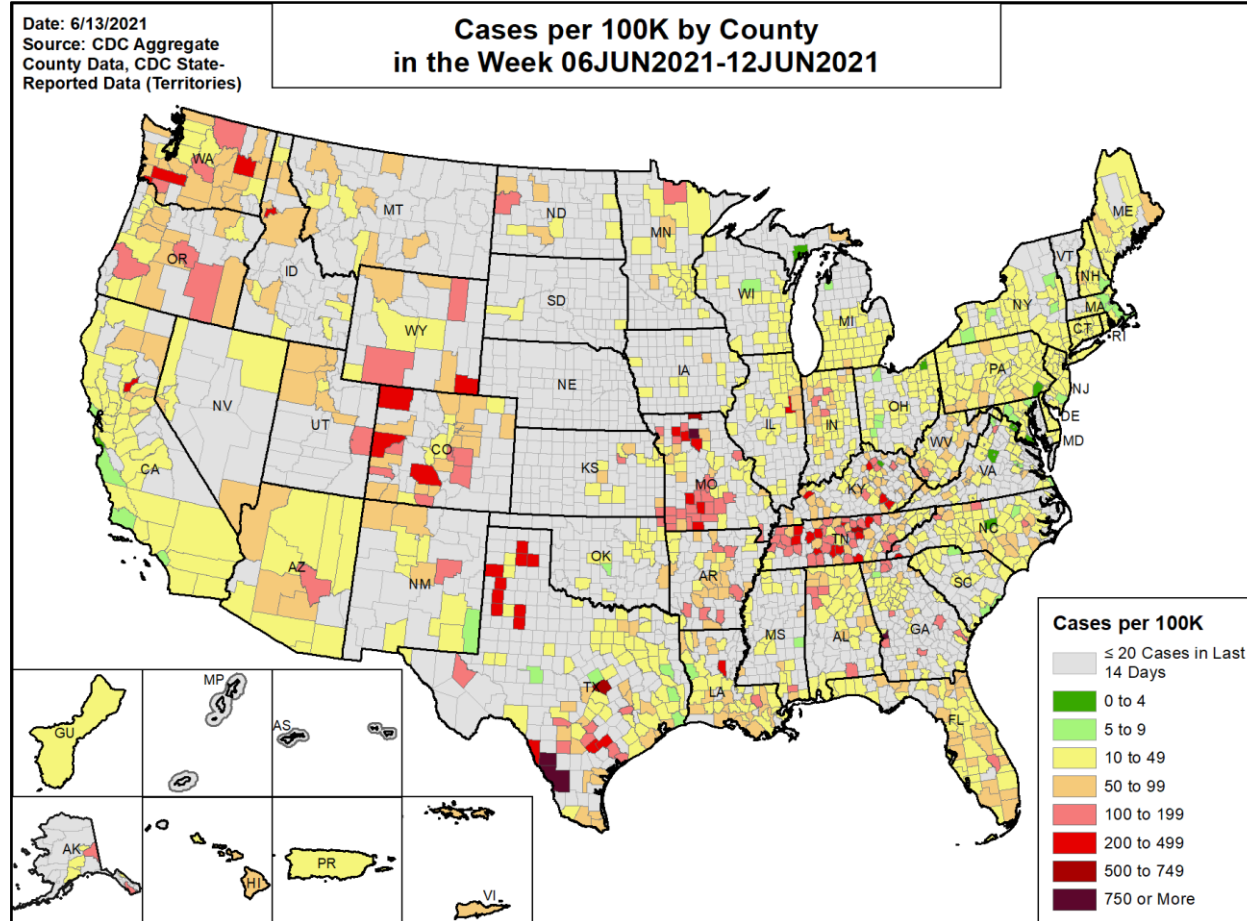 Date: 6/13/2021
Source: CDC Aggregate
County Data, CDC State-
Reported Data (Territories)
Cases per 100K by County
in the Week 06JUN2021-12JUN2021
WA
MT
ND
MN
ME
OR
ID
SD
WI
MI
VT
NH
NY
MA
CT
RI
WY
IA
NE
PA
NJ
NV
UT
CO
IL
IN
OH
DE
MD
WV
VA
CA
KS
MO
KY
AZ
NM
OK
AR
TN
NC
SC
MS
AL
GA
TX
LA
FL
GU
MP
AS
AK
HI
PR
VI
Cases per 100K
≤ 20 Cases in Last
14 Days
0 to 4
5 to 9
10 to 49
50 to 99
100 to 199
200 to 499
500 to 749
750 or More